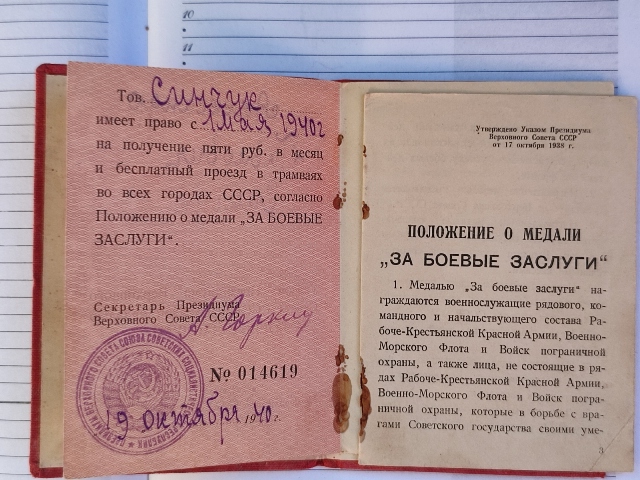 10
11
Тов. Синчук
имеет право с 1 мая 1940 г
на получение пяти руб. в месяц
и бесплатный проезд в трамваях
во всех городах СССР, согласно
Положению о медали „ЗА БОЕВЫЕ
ЗАСЛУГИ“.
Секретарь Президиума
Верховного Совета СССР
А. Горкин
№ 014619
19 октября 1940 г.
Утверждено Указом Президиума
Верховного Совета СССР
от 17 октября 1938 г.
ПОЛОЖЕНИЕ О МЕДАЛИ
„ЗА БОЕВЫЕ ЗАСЛУГИ“
1. Медалью „За боевые заслуги“ на-
граждаются военнослужащие рядового, ко-
мандного и начальствующего состава Ра-
боче-Крестьянской Красной Армии, Военно-
Морского Флота и Войск пограничной
охраны, а также лица, не состоящие в ря-
дах Рабоче-Крестьянской Красной Армии,
Военно-Морского Флота и Войск погра-
ничной охраны, которые в борьбе с вра-
гами Советского государства своими уме-
3